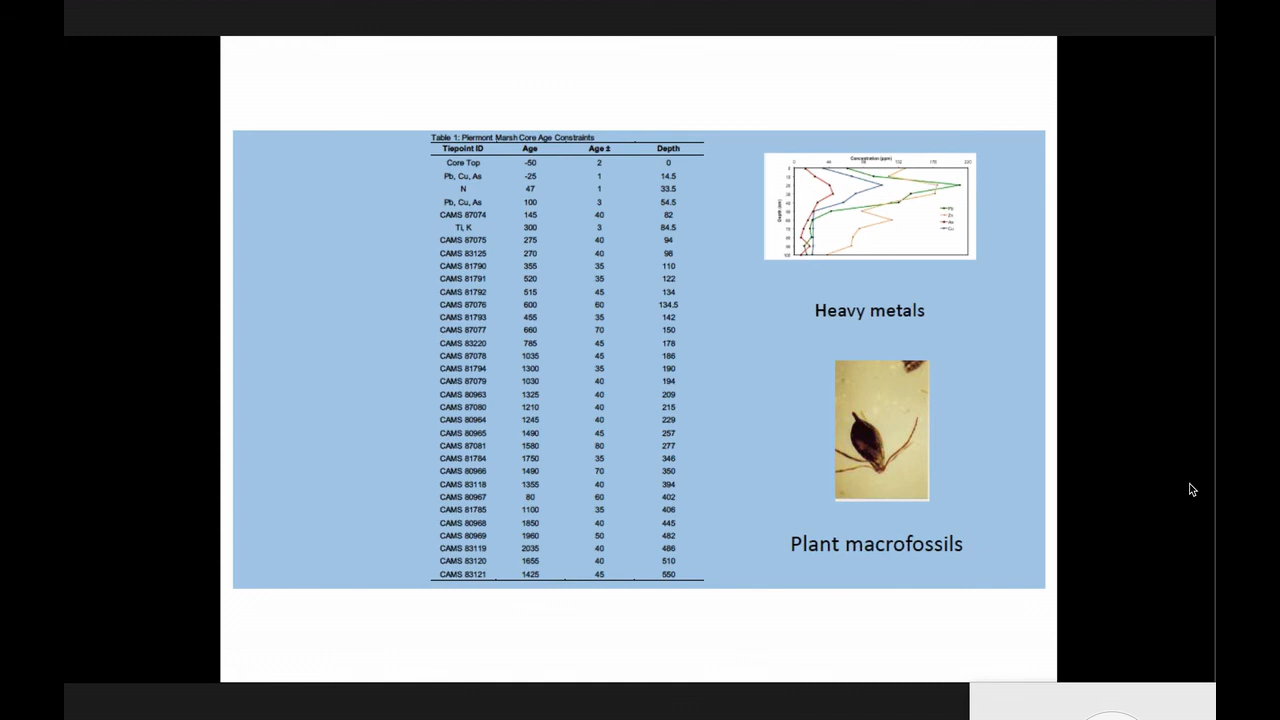 Table 1: Piermont Marsh Core Age Constraints
Tiepoint ID Age Age ± Depth
Core Top -50 2 0
Pb, Cu, As -25 1 14.5
N 47 1 33.5
Pb, Cu, As 100 3 54.5
CAMS 87074 145 40 82
Ti, K 300 3 84.5
CAMS 87075 275 40 94
CAMS 83125 270 40 98
CAMS 81790 355 35 110
CAMS 81791 520 35 122
CAMS 81792 515 45 134
CAMS 87076 600 60 134.5
CAMS 81793 455 35 142
CAMS 87077 660 70 150
CAMS 83220 785 45 178
CAMS 87078 1035 45 186
CAMS 81794 1300 35 190
CAMS 87079 1030 40 194
CAMS 80963 1325 40 209
CAMS 87080 1210 40 215
CAMS 80964 1245 40 229
CAMS 80965 1490 45 257
CAMS 87081 1580 80 277
CAMS 81784 1750 35 346
CAMS 80966 1490 70 350
CAMS 83118 1355 40 394
CAMS 80967 80 60 402
CAMS 81785 1100 35 406
CAMS 80968 1850 40 445
CAMS 80969 1960 50 482
CAMS 83119 2035 40 486
CAMS 83120 1655 40 510
CAMS 83121 1425 45 550
Concentration (ppm)
Depth (cm)
Pb
Zn
As
Cu
Heavy metals
Plant macrofossils